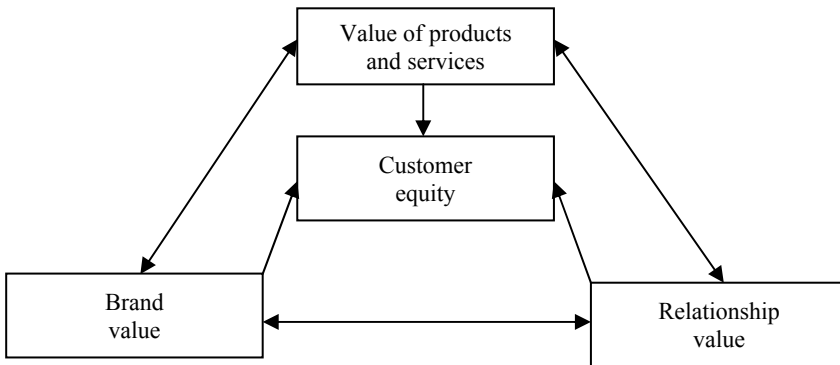 Value of products
and services
Customer
equity
Brand
value
Relationship
value